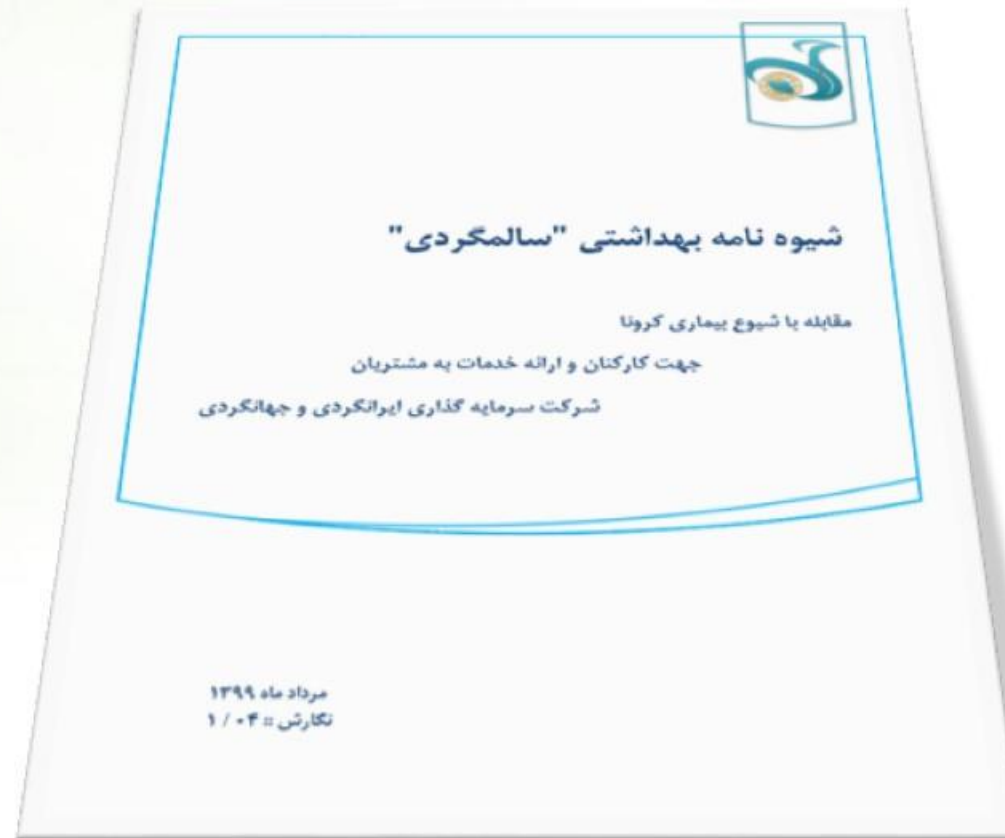 شیوه نامه بهداشتی "سالمگردی"
مقابله با شیوع بیماری کرونا
جهت کارکنان و ارائه خدمات به مشتریان
شرکت سرمایه گذاری ایرانگردی و جهانگردی
مرداد ماه ۱۳۹۹
نگارش :: ۰۴ / ۱